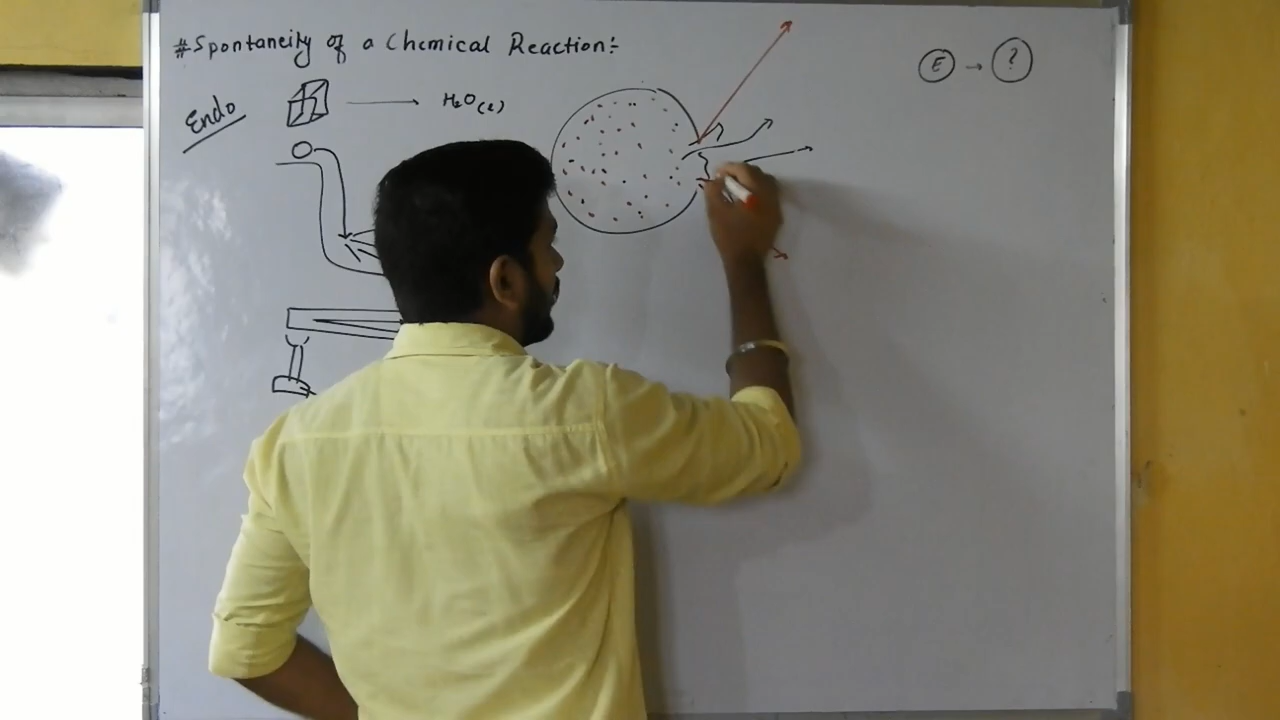 #Spontaneity of a Chemical Reaction:-
Endo
H₂O(l)
E → ?